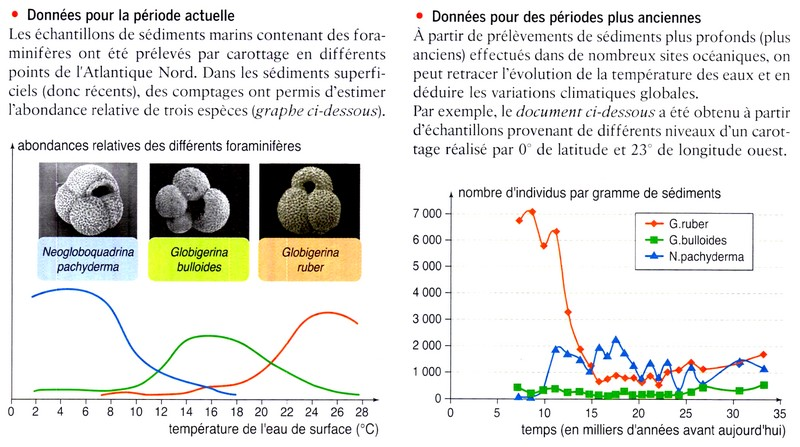 • Données pour la période actuelle
Les échantillons de sédiments marins contenant des fora-
minifères ont été prélevés par carottage en différents
points de l'Atlantique Nord. Dans les sédiments superfi-
ciels (donc récents), des comptages ont permis d'estimer
l'abondance relative de trois espèces (graphe ci-dessous).
abondances relatives des différents foraminifères
Neogloboquadrina
pachyderma
Globigerina
bulloides
Globigerina
ruber
0 2 4 6 8 10 12 14 16 18 20 22 24 26 28
température de l'eau de surface (°C)
• Données pour des périodes plus anciennes
À partir de prélèvements de sédiments plus profonds (plus
anciens) effectués dans de nombreux sites océaniques, on
peut retracer l'évolution de la température des eaux et en
déduire les variations climatiques globales.
Par exemple, le document ci-dessous a été obtenu à partir
d'échantillons provenant de différents niveaux d'un carot-
tage réalisé par 0° de latitude et 23° de longitude ouest.
nombre d'individus par gramme de sédiments
7 000
6 000
5 000
4 000
3 000
2 000
1 000
0
G.ruber
G.bulloides
N.pachyderma
0 5 10 15 20 25 30 35
temps (en milliers d'années avant aujourd'hui)